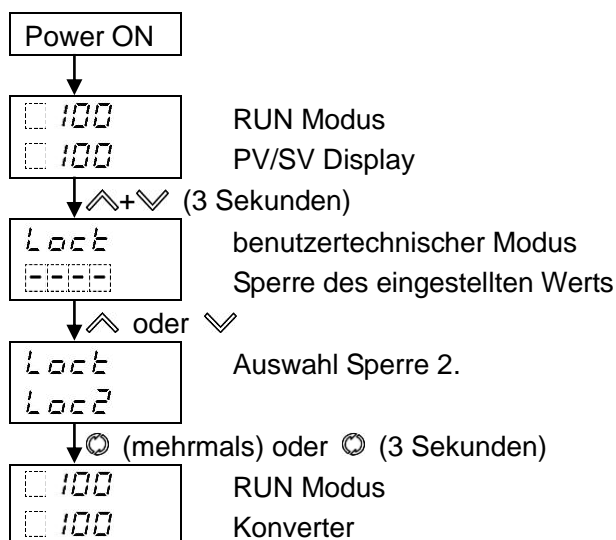 Power ON
100 RUN Modus
100 PV/SV Display
+ (3 Sekunden)
Lock benutzertechnischer Modus
---- Sperre des eingestellten Werts
oder
Lock Auswahl Sperre 2.
Loc2
(mehrmals) oder (3 Sekunden)
100 RUN Modus
100 Konverter